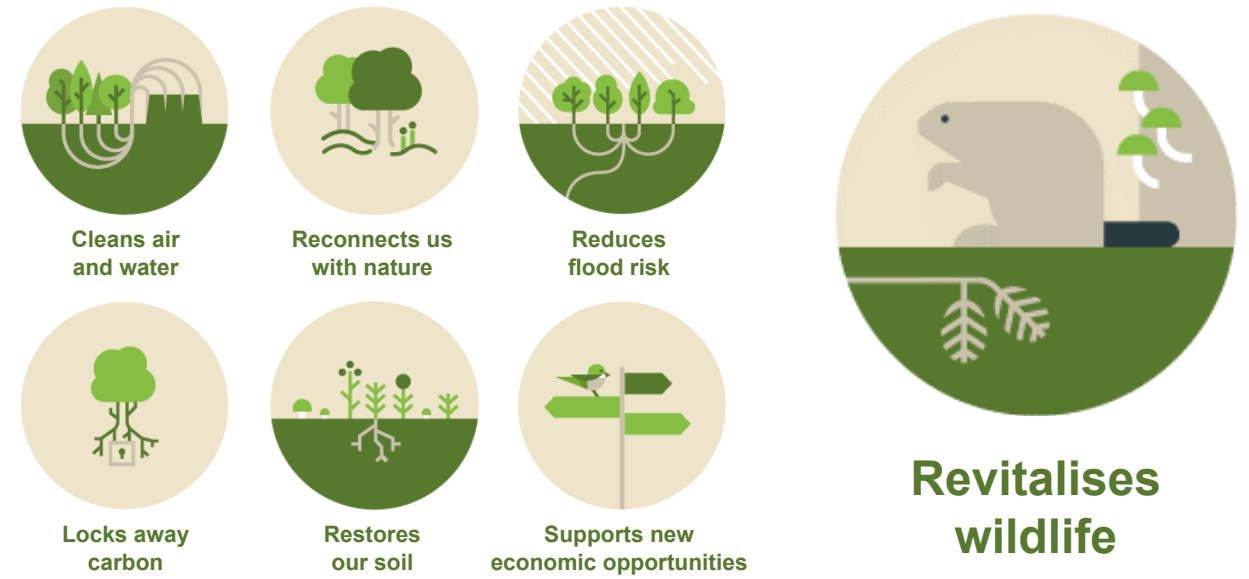 Cleans air
and water
Reconnects us
with nature
Reduces
flood risk
Locks away
carbon
Restores
our soil
Supports new
economic opportunities
Revitalises
wildlife